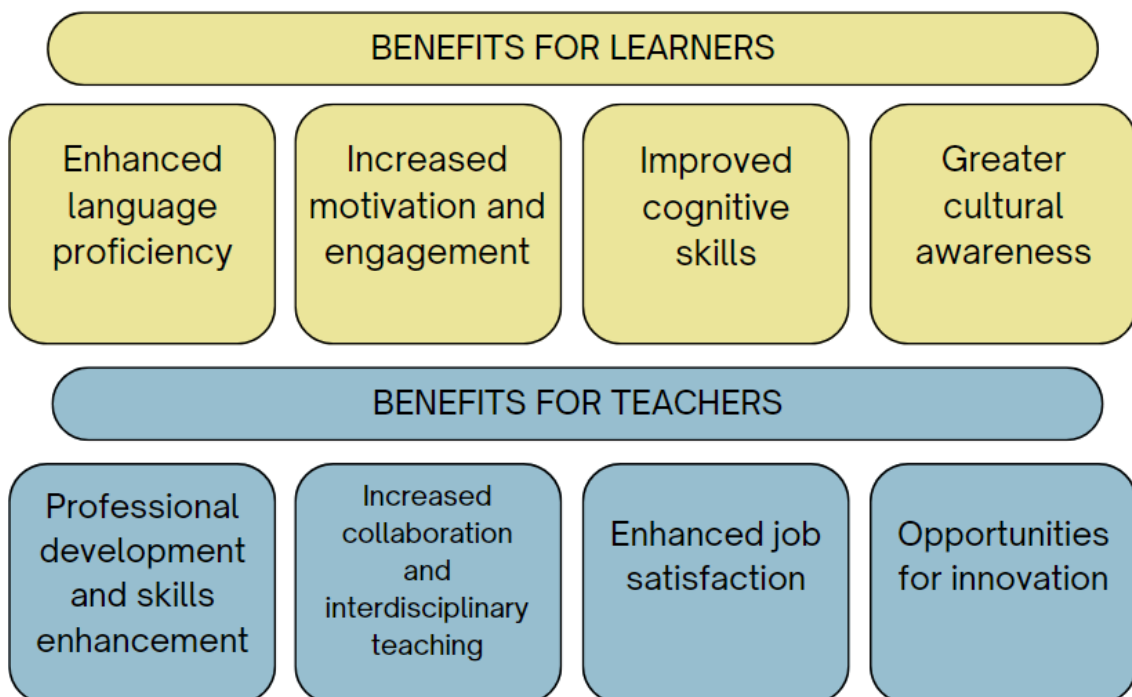 BENEFITS FOR LEARNERS
Enhanced
language
proficiency
Increased
motivation and
engagement
Improved
cognitive
skills
Greater
cultural
awareness
BENEFITS FOR TEACHERS
Professional
development
and skills
enhancement
Increased
collaboration
and
interdisciplinary
teaching
Enhanced job
satisfaction
Opportunities
for innovation